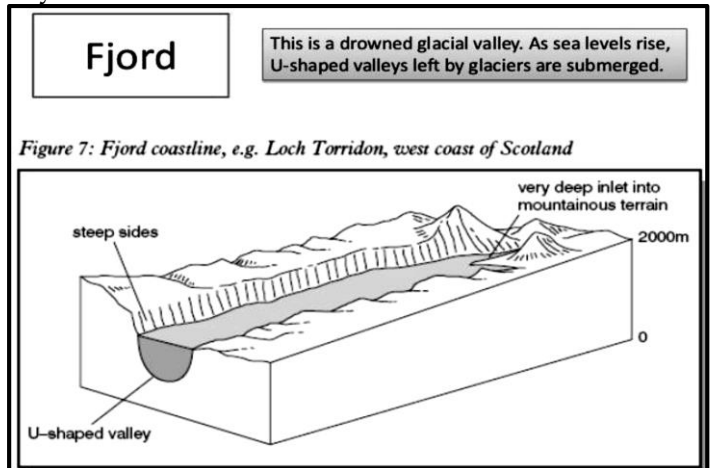 Fjord
This is a drowned glacial valley. As sea levels rise,
U-shaped valleys left by glaciers are submerged.
Figure 7: Fjord coastline, e.g. Loch Torridon, west coast of Scotland
very deep inlet into
mountainous terrain
steep sides
2000m
0
U–shaped valley